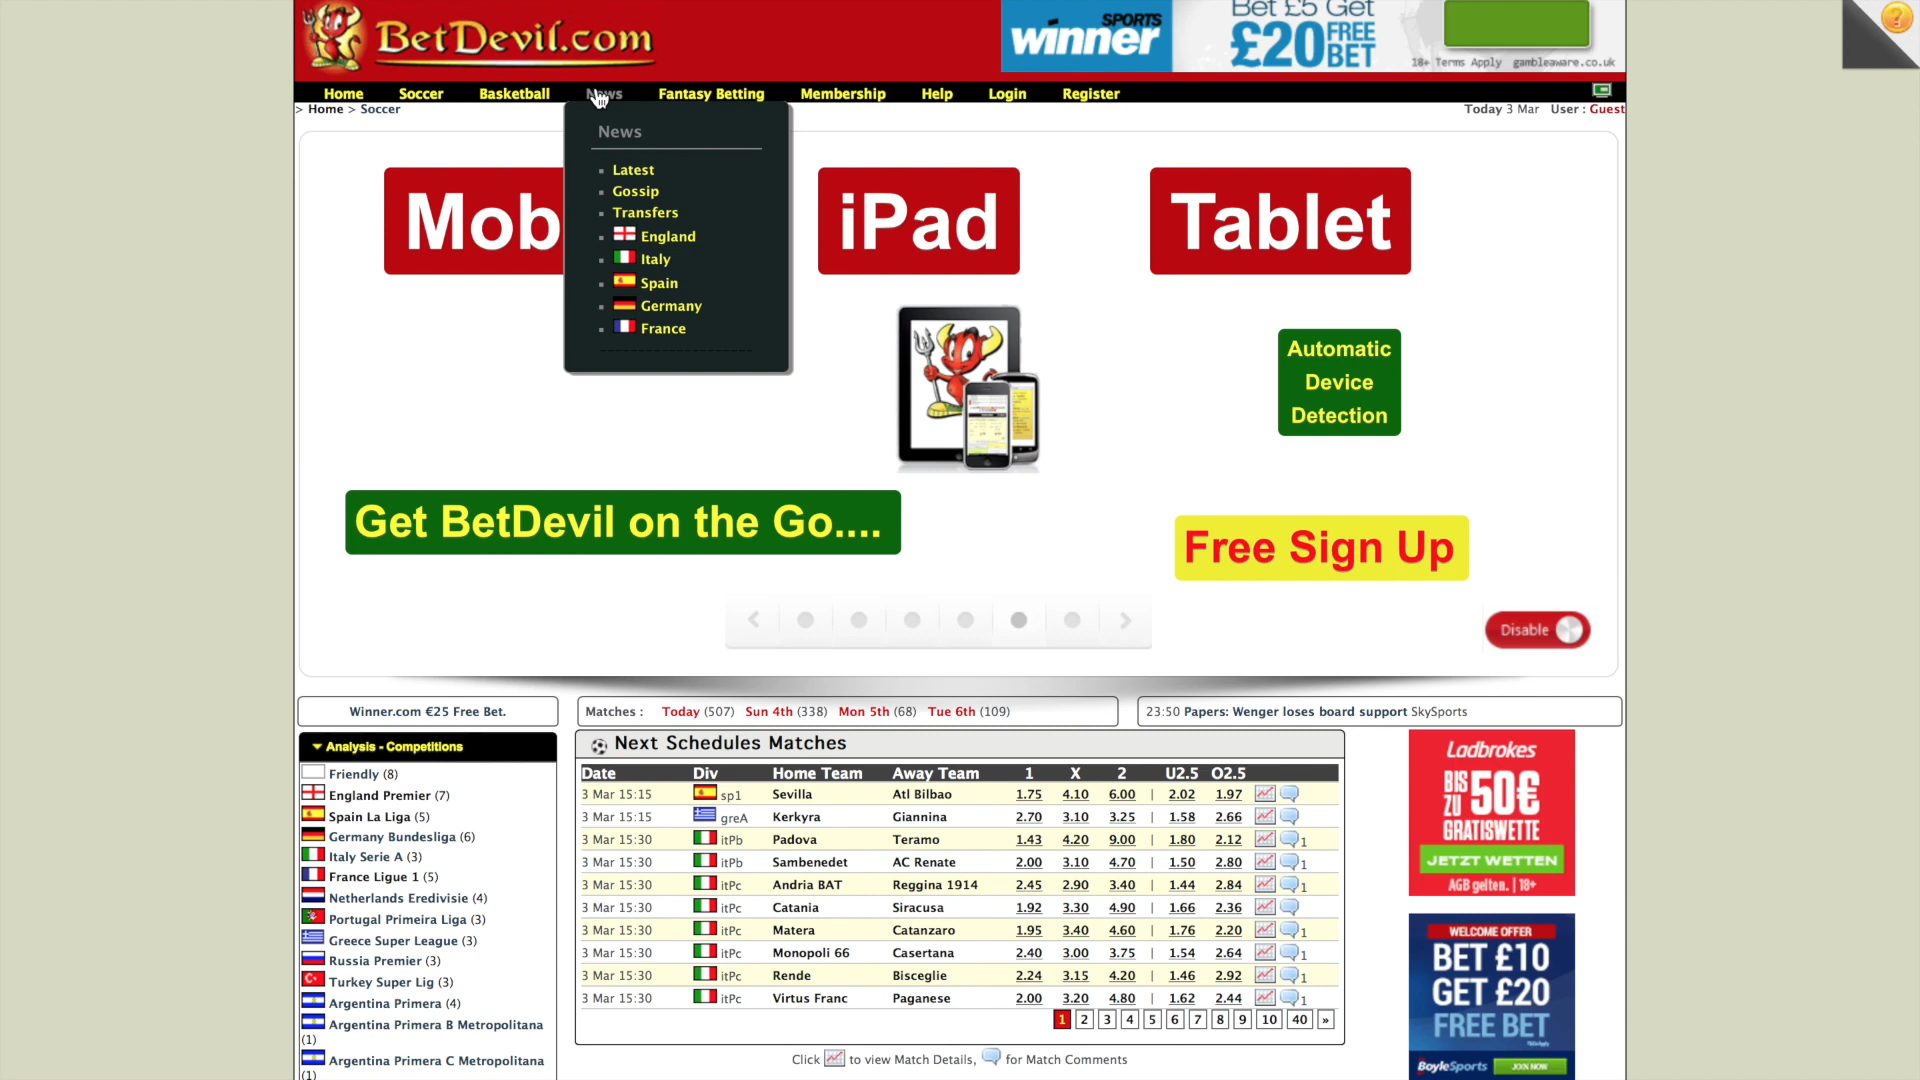 BetDevil.com
SPORTS
winner
Bet £5 Get
£20 FREE BET
18+ Terms Apply gambleaware.co.uk
Home Soccer Basketball News Fantasy Betting Membership Help Login Register
> Home > Soccer
Today 3 Mar User : Guest
News
Latest
Gossip
Transfers
England
Italy
Spain
Germany
France
Mob
iPad
Tablet
Automatic
Device
Detection
Get BetDevil on the Go....
Free Sign Up
Disable
Winner.com €25 Free Bet.
Matches : Today (507) Sun 4th (338) Mon 5th (68) Tue 6th (109)
23:50 Papers: Wenger loses board support SkySports
Analysis - Competitions
Friendly (8)
England Premier (7)
Spain La Liga (5)
Germany Bundesliga (6)
Italy Serie A (3)
France Ligue 1 (5)
Netherlands Eredivisie (4)
Portugal Primeira Liga (3)
Greece Super League (3)
Russia Premier (3)
Turkey Super Lig (3)
Argentina Primera (4)
Argentina Primera B Metropolitana
(1)
Argentina Primera C Metropolitana
(1)
Next Schedules Matches
Date Div Home Team Away Team 1 X 2 U2.5 O2.5
3 Mar 15:15 sp1 Sevilla Atl Bilbao 1.75 4.10 6.00 | 2.02 1.97
3 Mar 15:15 greA Kerkyra Giannina 2.70 3.10 3.25 | 1.58 2.66
3 Mar 15:30 itPb Padova Teramo 1.43 4.20 9.00 | 1.80 2.12 1
3 Mar 15:30 itPb Sambenedet AC Renate 2.00 3.10 4.70 | 1.50 2.80 1
3 Mar 15:30 itPc Andria BAT Reggina 1914 2.45 2.90 3.40 | 1.44 2.84 1
3 Mar 15:30 itPc Catania Siracusa 1.92 3.30 4.90 | 1.66 2.36
3 Mar 15:30 itPc Matera Catanzaro 1.95 3.40 4.60 | 1.76 2.20 1
3 Mar 15:30 itPc Monopoli 66 Casertana 2.40 3.00 3.75 | 1.54 2.64 1
3 Mar 15:30 itPc Rende Bisceglie 2.24 3.15 4.20 | 1.46 2.92 1
3 Mar 15:30 itPc Virtus Franc Paganese 2.00 3.20 4.80 | 1.62 2.44 1
1 2 3 4 5 6 7 8 9 10 40 »
Click to view Match Details, for Match Comments
Ladbrokes
BIS ZU 50€
GRATISWETTE
JETZT WETTEN
AGB gelten. | 18+
WELCOME OFFER
BET £10
GET £20
FREE BET
BoyleSports JOIN NOW